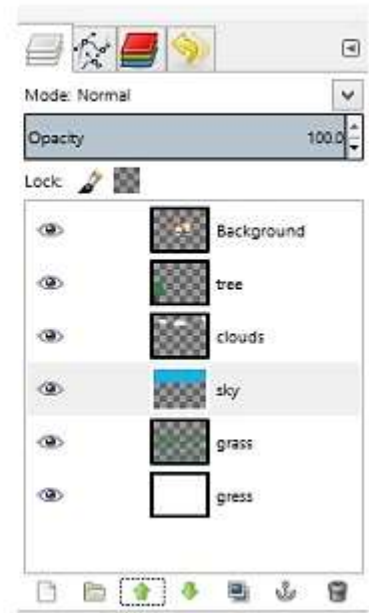 Mode: Normal
Opacity 100.0
Lock:
Background
tree
clouds
sky
grass
gress